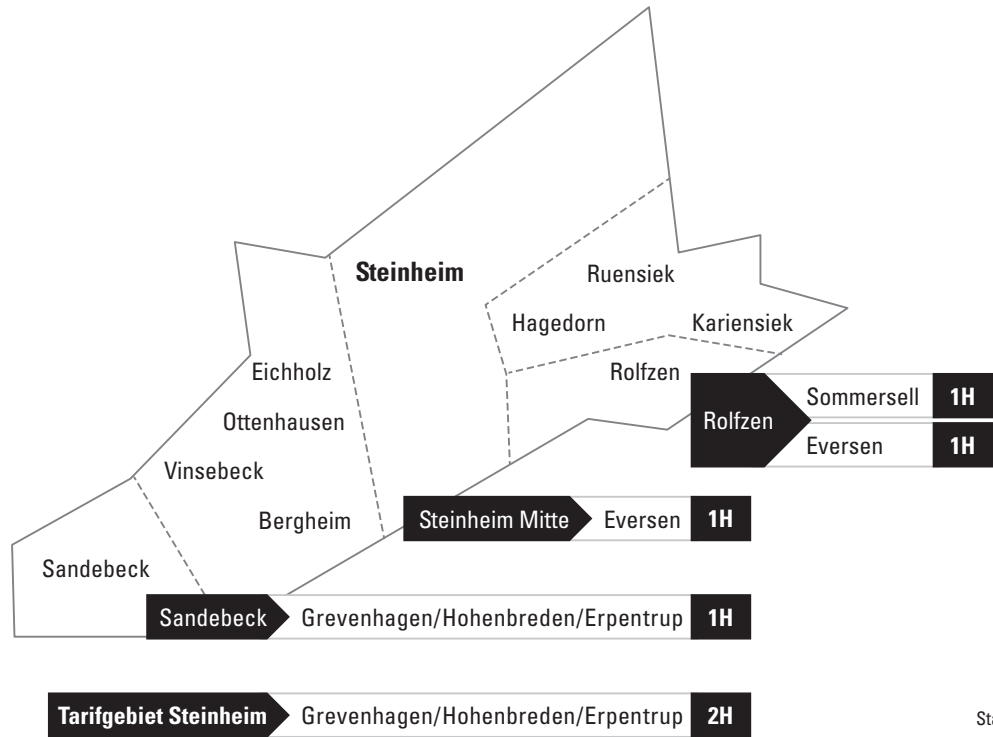 Steinheim
Ruensiek
Hagedorn
Kariensiek
Eichholz
Rolfzen
Ottenhausen
Rolfzen
Sommersell 1H
Eversen 1H
Vinsebeck
Bergheim
Steinheim Mitte Eversen 1H
Sandebeck
Sandebeck Grevenhagen/Hohenbreden/Erpentrup 1H
Tarifgebiet Steinheim Grevenhagen/Hohenbreden/Erpentrup 2H